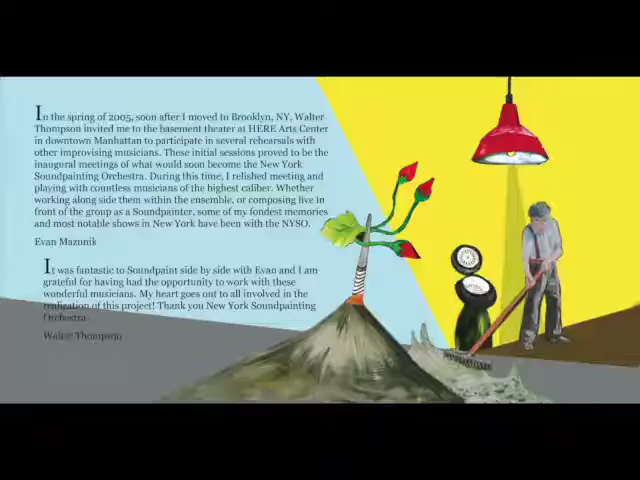 In the spring of 2005, soon after I moved to Brooklyn, NY, Walter
Thompson invited me to the basement theater at HERE Arts Center
in downtown Manhattan to participate in several rehearsals with
other improvising musicians. These initial sessions proved to be the
inaugural meetings of what would soon become the New York
Soundpainting Orchestra. During this time, I relished meeting and
playing with countless musicians of the highest caliber. Whether
working along side them within the ensemble, or composing live in
front of the group as a Soundpainter, some of my fondest memories
and most notable shows in New York have been with the NYSO.
Evan Mazunik
It was fantastic to Soundpaint side by side with Evan and I am
grateful for having had the opportunity to work with these
wonderful musicians. My heart goes out to all involved in the
realization of this project! Thank you New York Soundpainting
Orchestra.
Walter Thompson